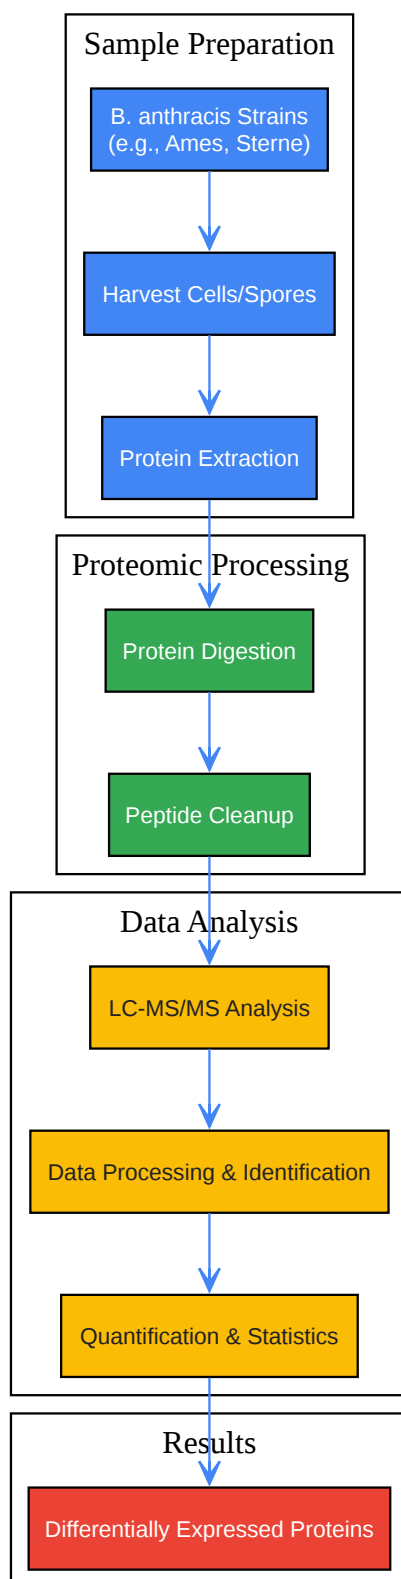 Sample Preparation
B. anthracis Strains
(e.g., Ames, Sterne)
Harvest Cells/Spores
Protein Extraction
Proteomic Processing
Protein Digestion
Peptide Cleanup
Data Analysis
LC-MS/MS Analysis
Data Processing & Identification
Quantification & Statistics
Results
Differentially Expressed Proteins